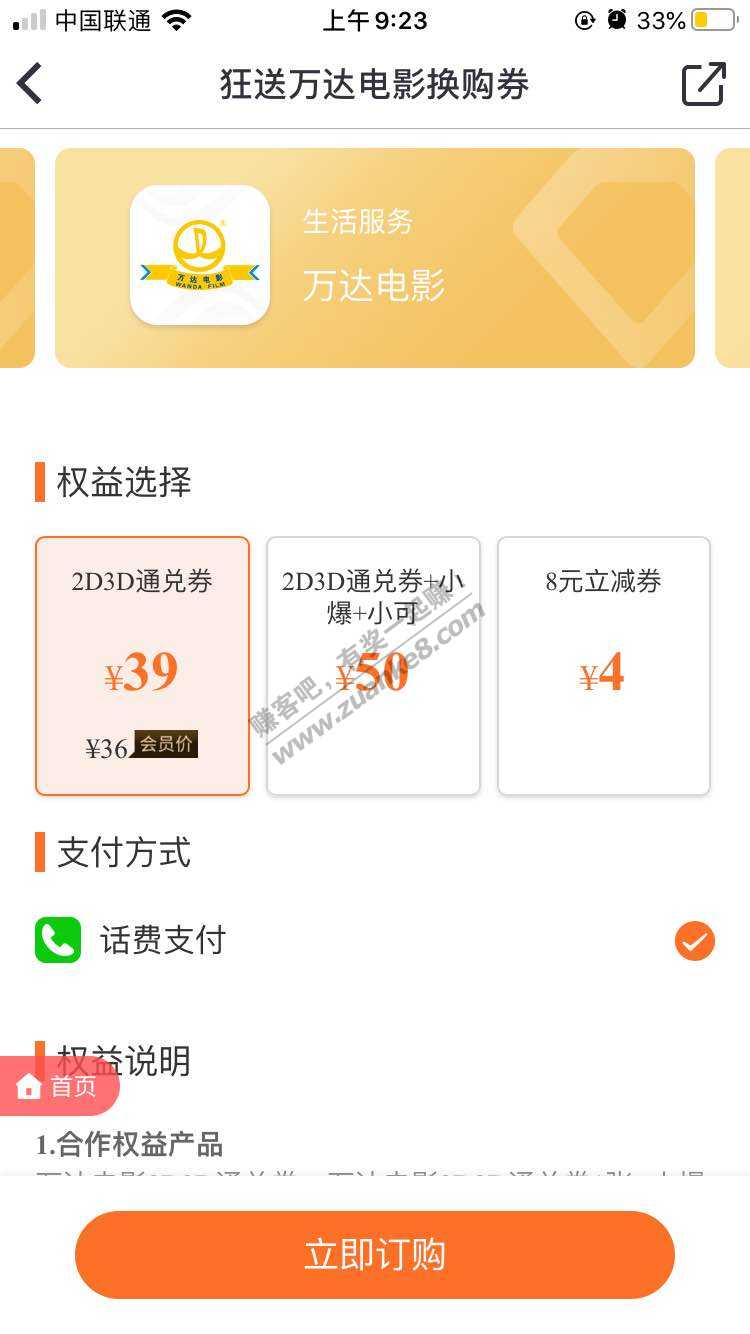 中国联通
上午9:23
33%
狂送万达电影换购券
万达电影
WANDA FILM
生活服务
万达电影
权益选择
2D3D通兑券
¥39
¥36会员价
2D3D通兑券+小
爆+小可
¥50
8元立减券
¥4
赚客吧，有奖一起赚！
www.zuanke8.com
支付方式
话费支付
权益说明
首页
1.合作权益产品
立即订购